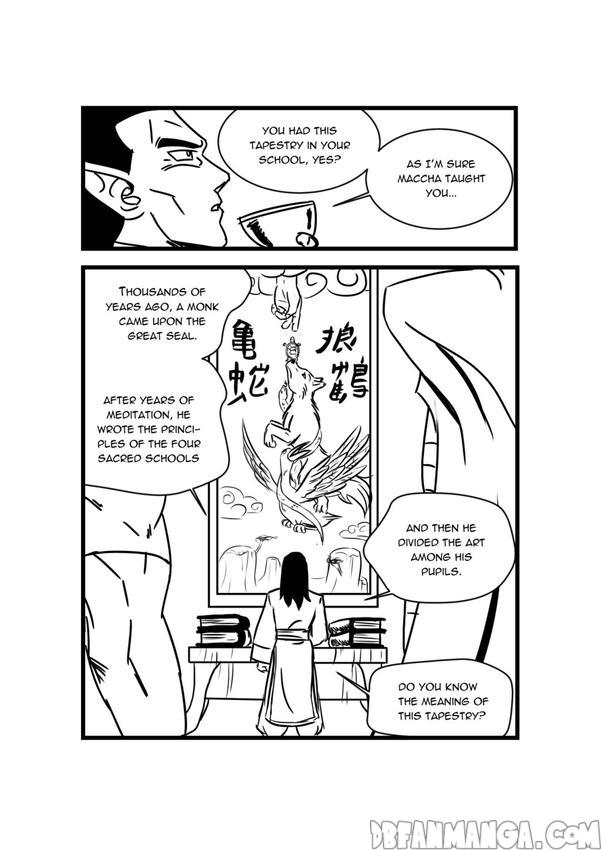 YOU HAD THIS
TAPESTRY IN YOUR
SCHOOL, YES?
AS I'M SURE
MACCHA TAUGHT
YOU...
THOUSANDS OF
YEARS AGO, A MONK
CAME UPON THE
GREAT SEAL.
AFTER YEARS OF
MEDITATION, HE
WROTE THE PRINCI-
PLES OF THE FOUR
SACRED SCHOOLS
狼
鶴
亀
蛇
AND THEN HE
DIVIDED THE ART
AMONG HIS
PUPILS.
DO YOU KNOW
THE MEANING OF
THIS TAPESTRY?
DBFANMANGA.COM